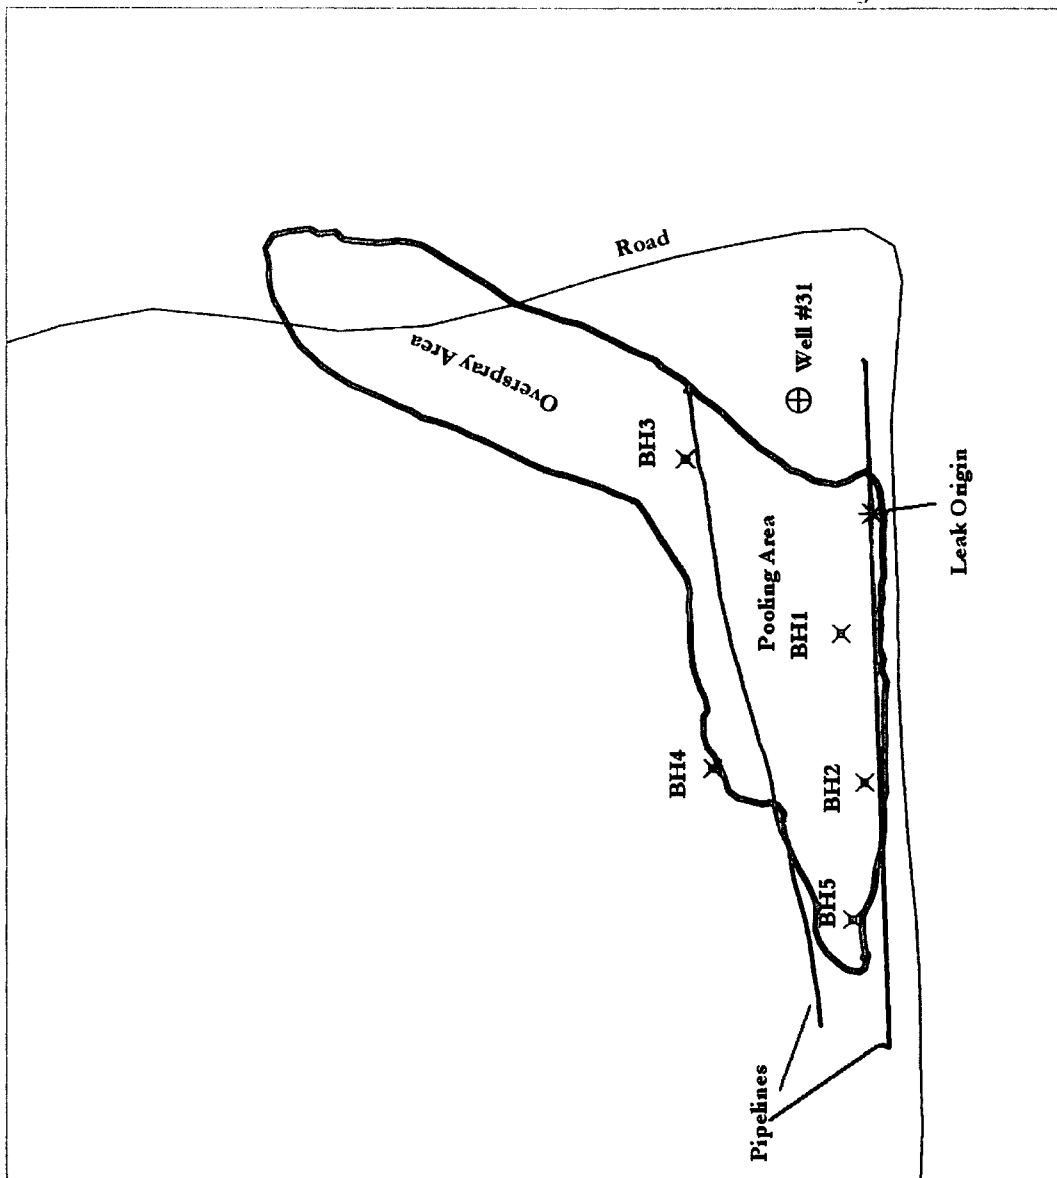 Road
Overspray Area
Well #31
BH3
Pooling Area
BH1
Leak Origin
BH4
BH2
BH5
Pipelines